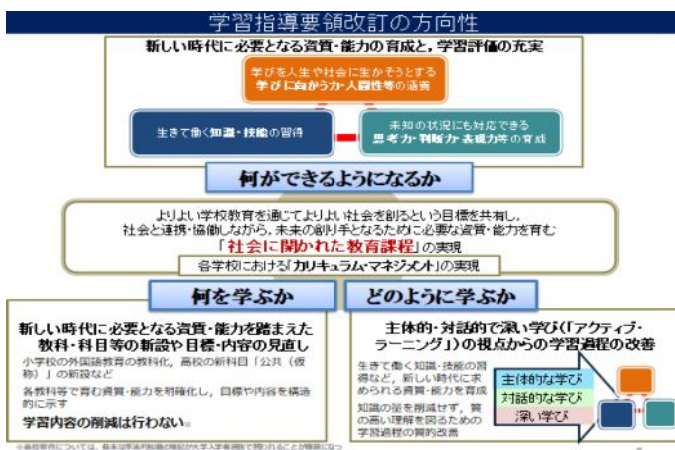 学習指導要領改訂の方向性
新しい時代に必要となる資質・能力の育成と，学習評価の充実
学びを人生や社会に生かそうとする
学びに向かう力・人間性等の涵養
生きて働く知識・技能の習得
未知の状況にも対応できる
思考力・判断力・表現力等の育成
何ができるようになるか
よりよい学校教育を通じてよりよい社会を創るという目標を共有し，
社会と連携・協働しながら，未来の創り手となるために必要な資質・能力を育む
「社会に開かれた教育課程」の実現
各学校における「カリキュラム・マネジメント」の実現
何を学ぶか
新しい時代に必要となる資質・能力を踏まえた
教科・科目等の新設や目標・内容の見直し
小学校の外国語教育の教科化，高校の新科目「公共（仮
称）」の新設など
各教科等で育む資質・能力を明確化し，目標や内容を構造
的に示す
学習内容の削減は行わない※
どのように学ぶか
主体的・対話的で深い学び（「アクティブ・
ラーニング」）の視点からの学習過程の改善
生きて働く知識・技能の習
得など，新しい時代に求
められる資質・能力を育成
知識の量を削減せず，質
の高い理解を図るための
学習過程の質的改善
主体的な学び
対話的な学び
深い学び